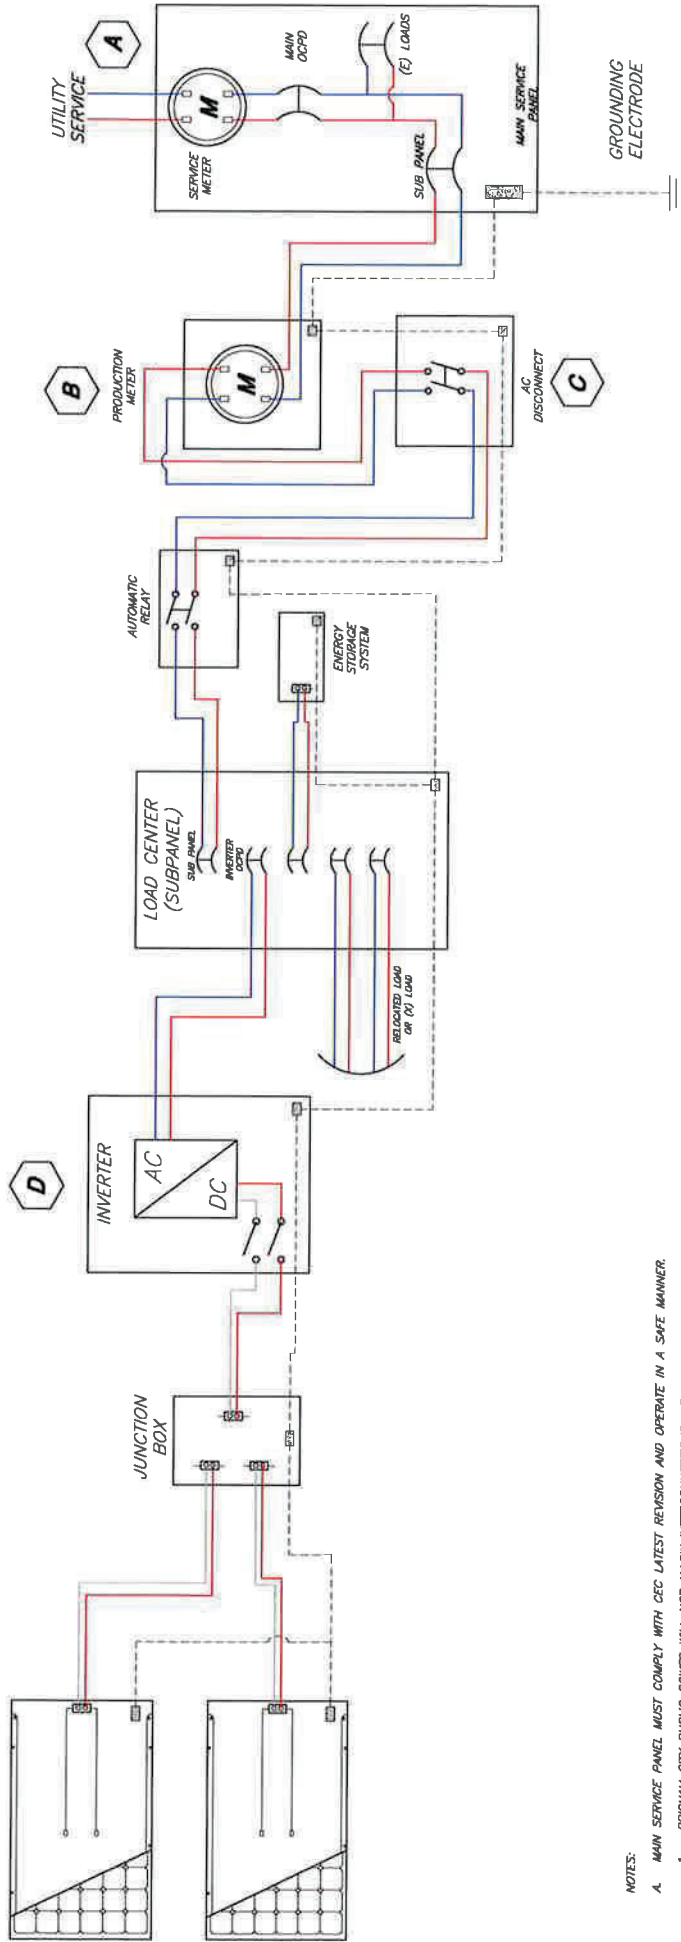 JUNCTION
BOX
D
INVERTER
AC
DC
LOAD CENTER
(SUBPANEL)
SUB PANEL
INVERTER
OCPD
RELOCATED LOAD
OR (X) LOAD
ENERGY
STORAGE
SYSTEM
AUTOMATIC
RELAY
B
PRODUCTION
METER
M
AC
DISCONNECT
C
A
UTILITY
SERVICE
SERVICE
METER
M
MAIN
OCPD
(E) LOADS
SUB PANEL
MAIN SERVICE
PANEL
GROUNDING
ELECTRODE
NOTES:
A. MAIN SERVICE PANEL MUST COMPLY WITH CEC LATEST REVISION AND OPERATE IN A SAFE MANNER.